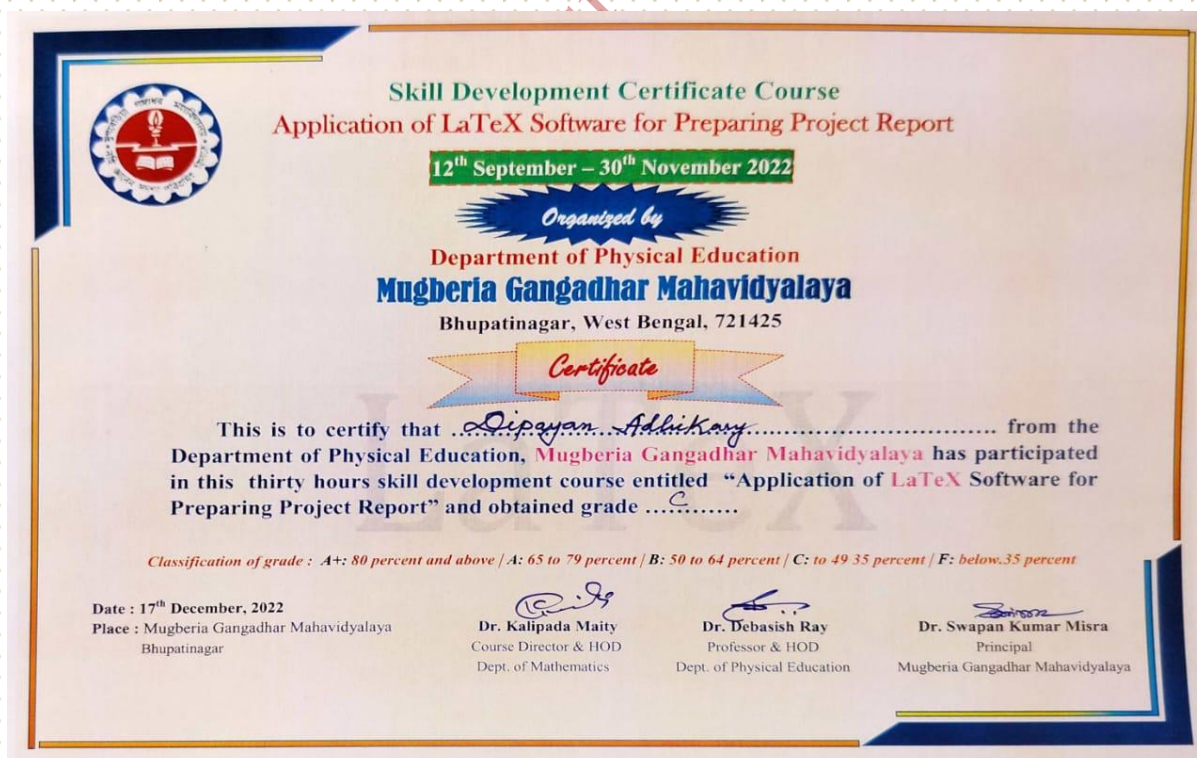 Skill Development Certificate Course
Application of LaTeX Software for Preparing Project Report
12th September – 30th November 2022
Organized by
Department of Physical Education
Mugberia Gangadhar Mahavidyalaya
Bhupatinagar, West Bengal, 721425
Certificate
LaTeX
This is to certify that ...Dipayan Adhikary................................. from the
Department of Physical Education, Mugberia Gangadhar Mahavidyalaya has participated
in this thirty hours skill development course entitled “Application of LaTeX Software for
Preparing Project Report” and obtained grade ....C...........
Classification of grade : A+: 80 percent and above / A: 65 to 79 percent / B: 50 to 64 percent / C: to 49 35 percent / F: below.35 percent
Date : 17th December, 2022
Place : Mugberia Gangadhar Mahavidyalaya
Bhupatinagar
Dr. Kalipada Maity
Course Director & HOD
Dept. of Mathematics
Dr. Debasish Ray
Professor & HOD
Dept. of Physical Education
Dr. Swapan Kumar Misra
Principal
Mugberia Gangadhar Mahavidyalaya